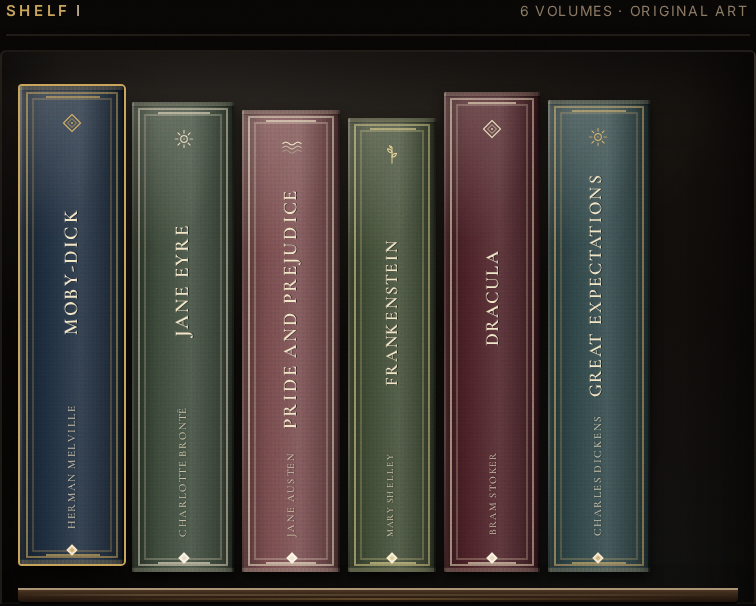 SHELF I
6 VOLUMES · ORIGINAL ART
MOBY-DICK
HERMAN MELVILLE
JANE EYRE
CHARLOTTE BRONTË
PRIDE AND PREJUDICE
JANE AUSTEN
FRANKENSTEIN
MARY SHELLEY
DRACULA
BRAM STOKER
GREAT EXPECTATIONS
CHARLES DICKENS